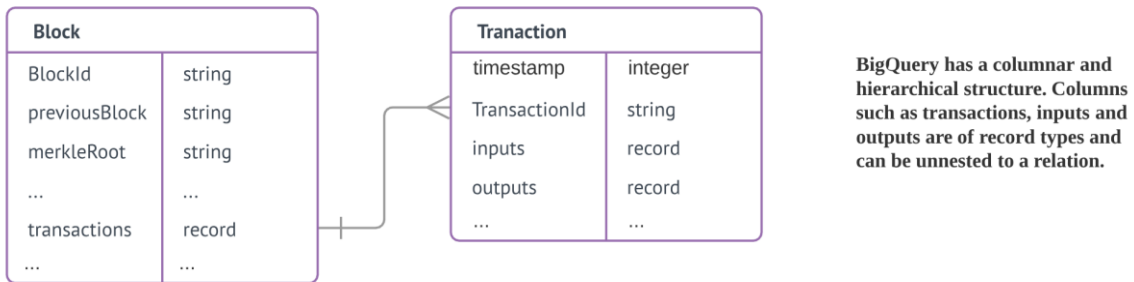 Block
BlockId string
previousBlock string
merkleRoot string
... ...
transactions record
... ...
Tranaction
timestamp integer
TransactionId string
inputs record
outputs record
... ...
BigQuery has a columnar and
hierarchical structure. Columns
such as transactions, inputs and
outputs are of record types and
can be unnested to a relation.